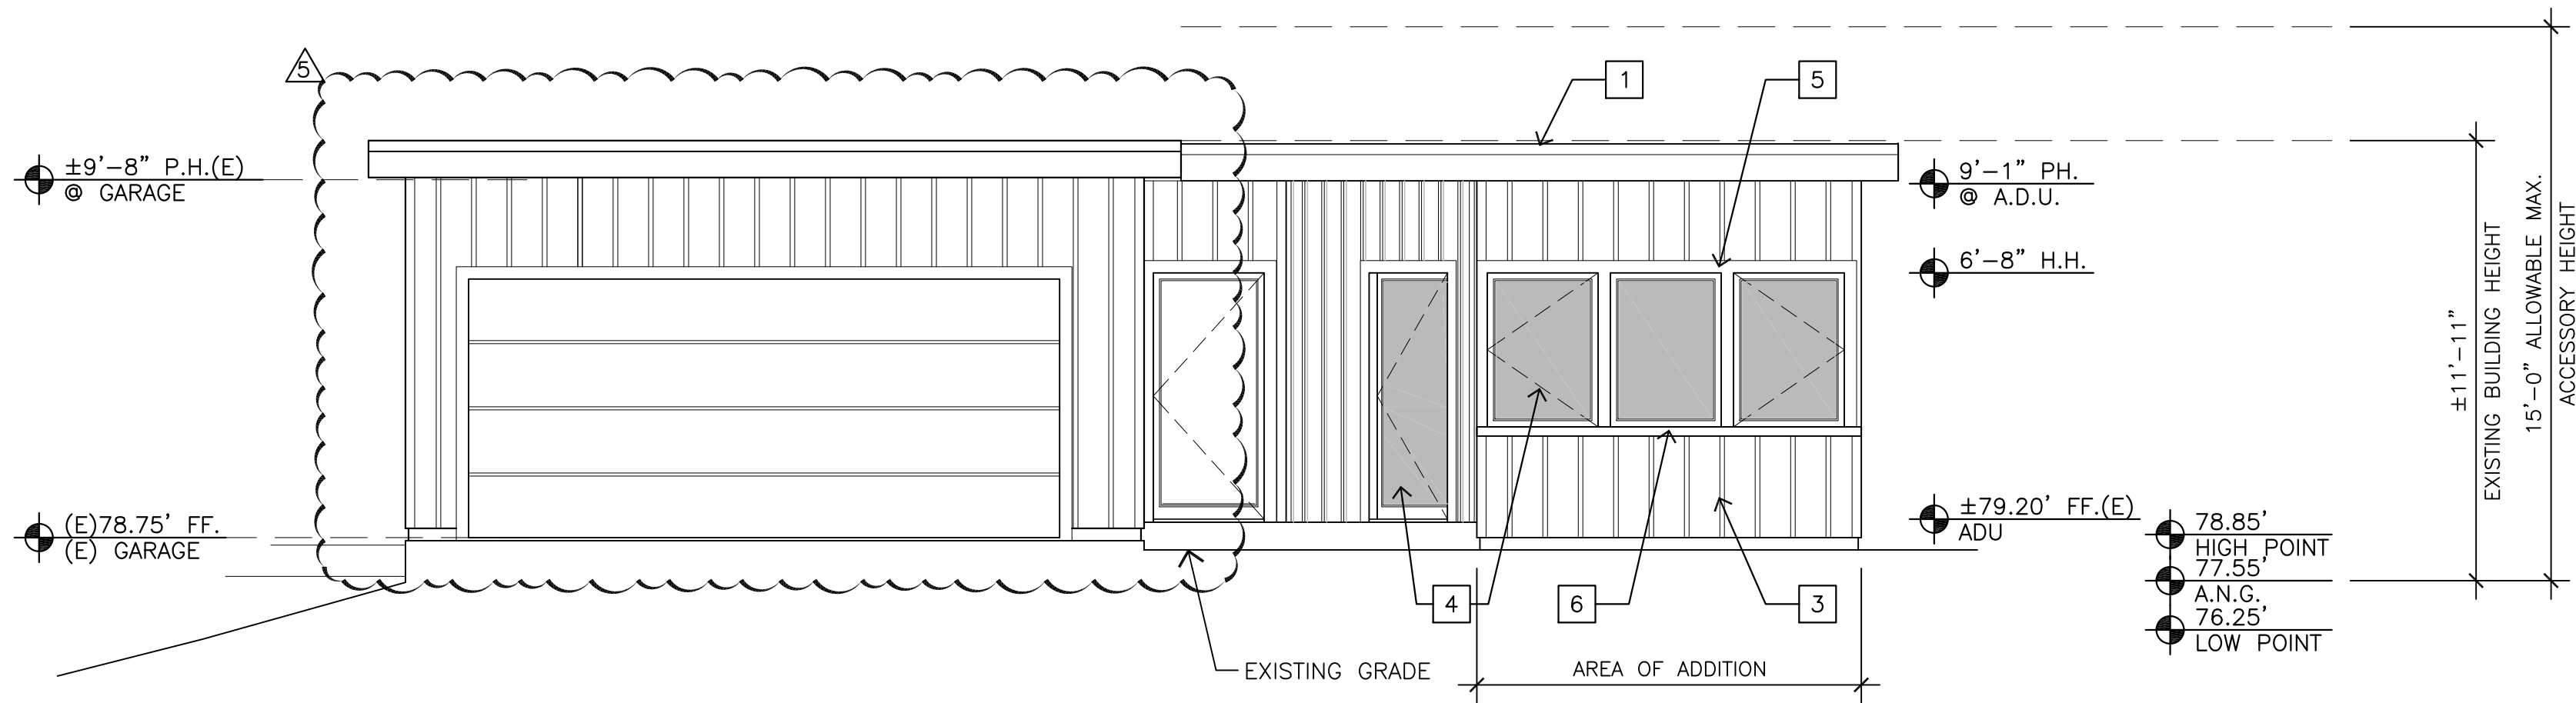 5
1
5
±9'-8" P.H.(E)
@ GARAGE
9'-1" PH.
@ A.D.U.
6'-8" H.H.
±11'-11"
EXISTING BUILDING HEIGHT
15'-0" ALLOWABLE MAX.
ACCESSORY HEIGHT
(E)78.75' FF.
(E) GARAGE
±79.20' FF.(E)
ADU
78.85'
HIGH POINT
77.55'
A.N.G.
76.25'
LOW POINT
4
6
3
EXISTING GRADE
AREA OF ADDITION